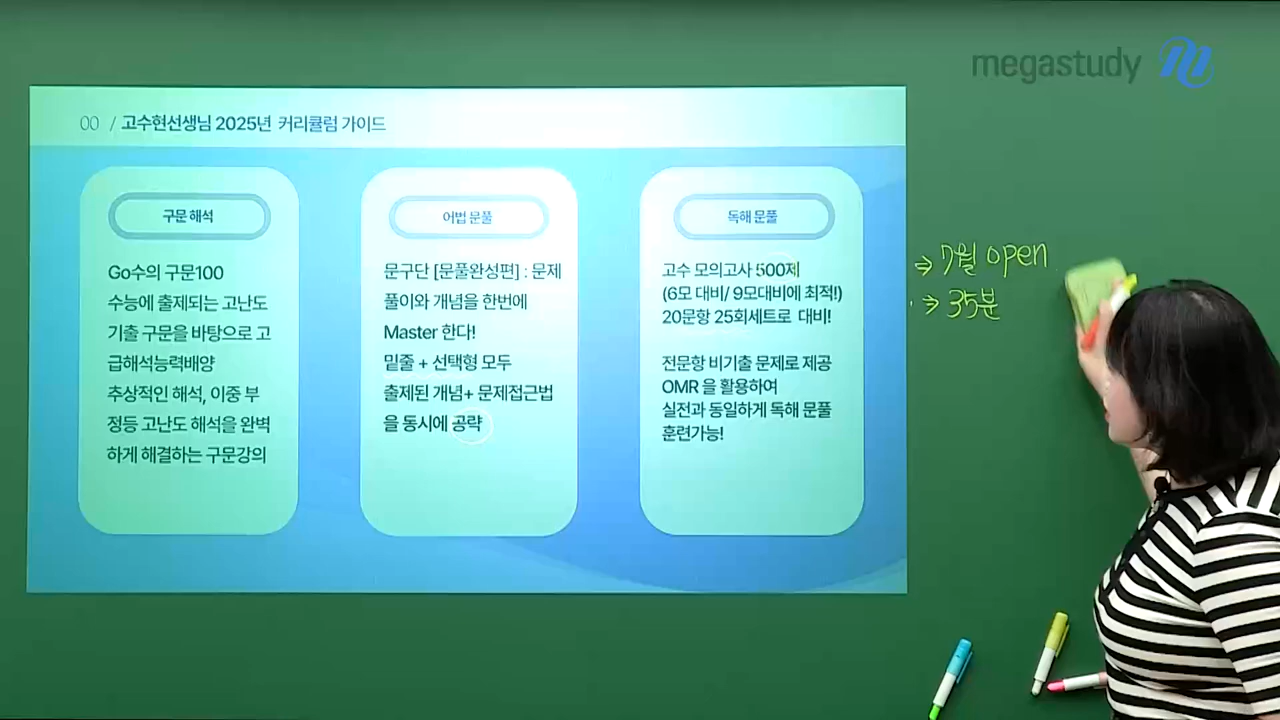 megastudy
00 / 고수현선생님 2025년 커리큘럼 가이드
구문 해석
Go수의 구문100
수능에 출제되는 고난도
기출 구문을 바탕으로 고
급해석능력배양
추상적인 해석, 이중 부
정등 고난도 해석을 완벽
하게 해결하는 구문강의
어법 문풀
문구단 [문풀완성편] : 문제
풀이와 개념을 한번에
Master 한다!
밑줄 + 선택형 모두
출제된 개념+ 문제접근법
을 동시에 공략
독해 문풀
고수 모의고사 500제
(6모 대비/ 9모대비에 최적!)
20문항 25회세트로 대비!
전문항 비기출 문제로 제공
OMR 을 활용하여
실전과 동일하게 독해 문풀
훈련가능!
⇒ 7월 open
⇒ 35분